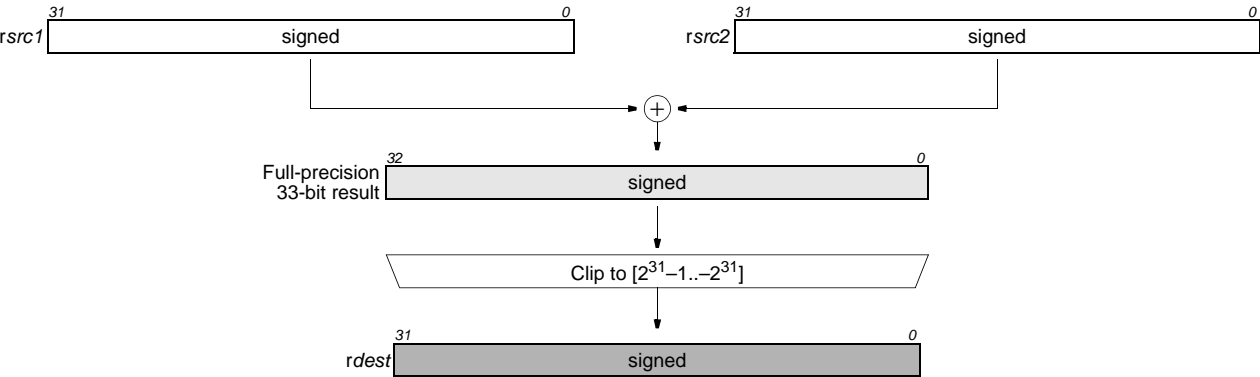 31 0 31 0
rsrc1 signed rsrc2 signed
+
32 0
Full-precision
33-bit result
signed
Clip to [2³¹–1..–2³¹]
31 0
rdest signed